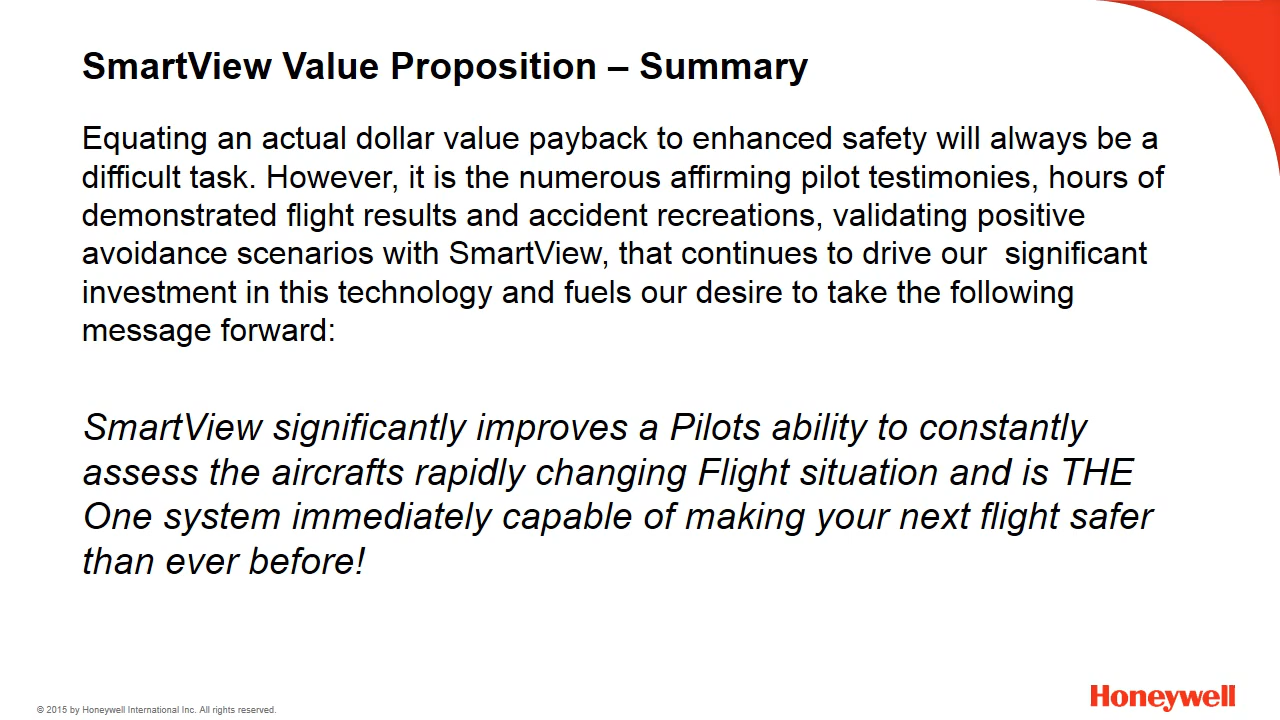 SmartView Value Proposition – Summary
Equating an actual dollar value payback to enhanced safety will always be a
difficult task. However, it is the numerous affirming pilot testimonies, hours of
demonstrated flight results and accident recreations, validating positive
avoidance scenarios with SmartView, that continues to drive our  significant
investment in this technology and fuels our desire to take the following
message forward:
SmartView significantly improves a Pilots ability to constantly
assess the aircrafts rapidly changing Flight situation and is THE
One system immediately capable of making your next flight safer
than ever before!
© 2015 by Honeywell International Inc. All rights reserved.
Honeywell